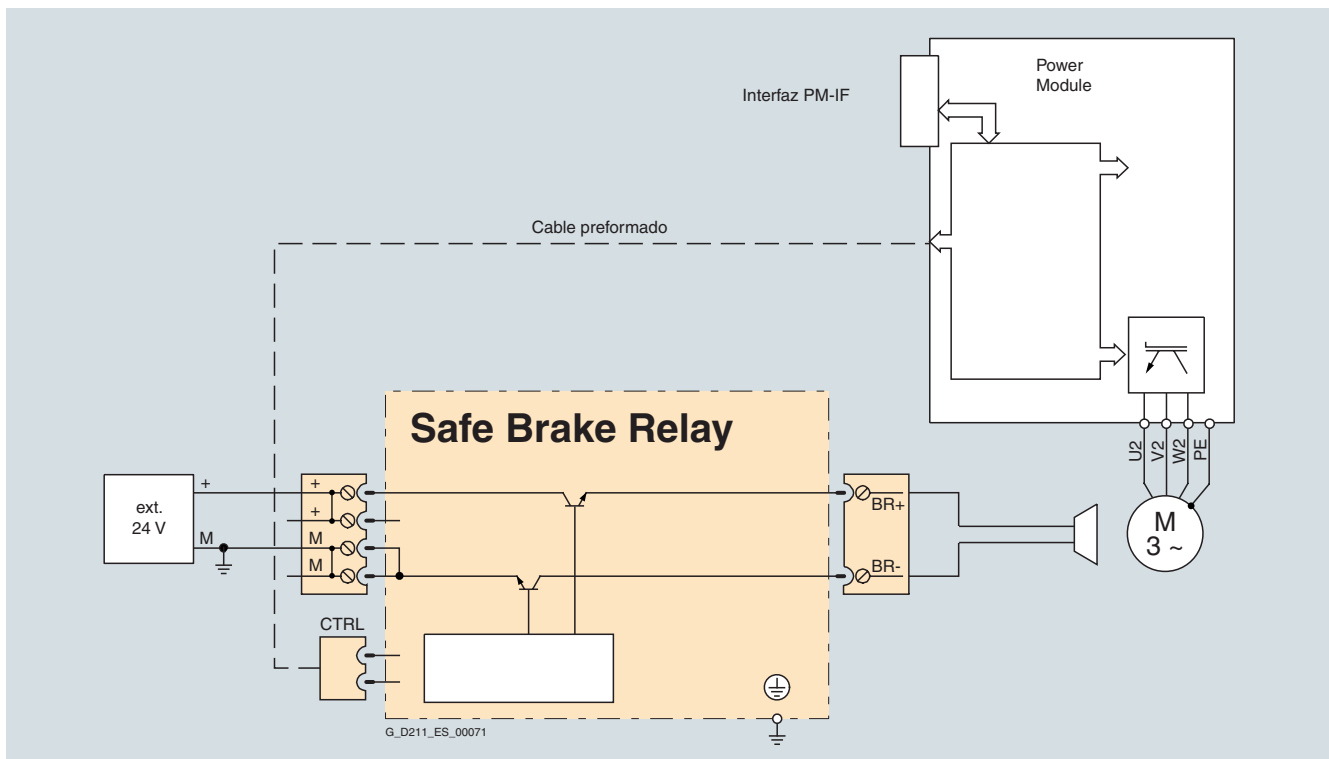 Power
Module
Interfaz PM-IF
Cable preformado
U2
V2
W2
PE
M
3 ~
Safe Brake Relay
ext.
24 V
+
M
+
+
M
M
BR+
BR-
CTRL
G_D211_ES_00071